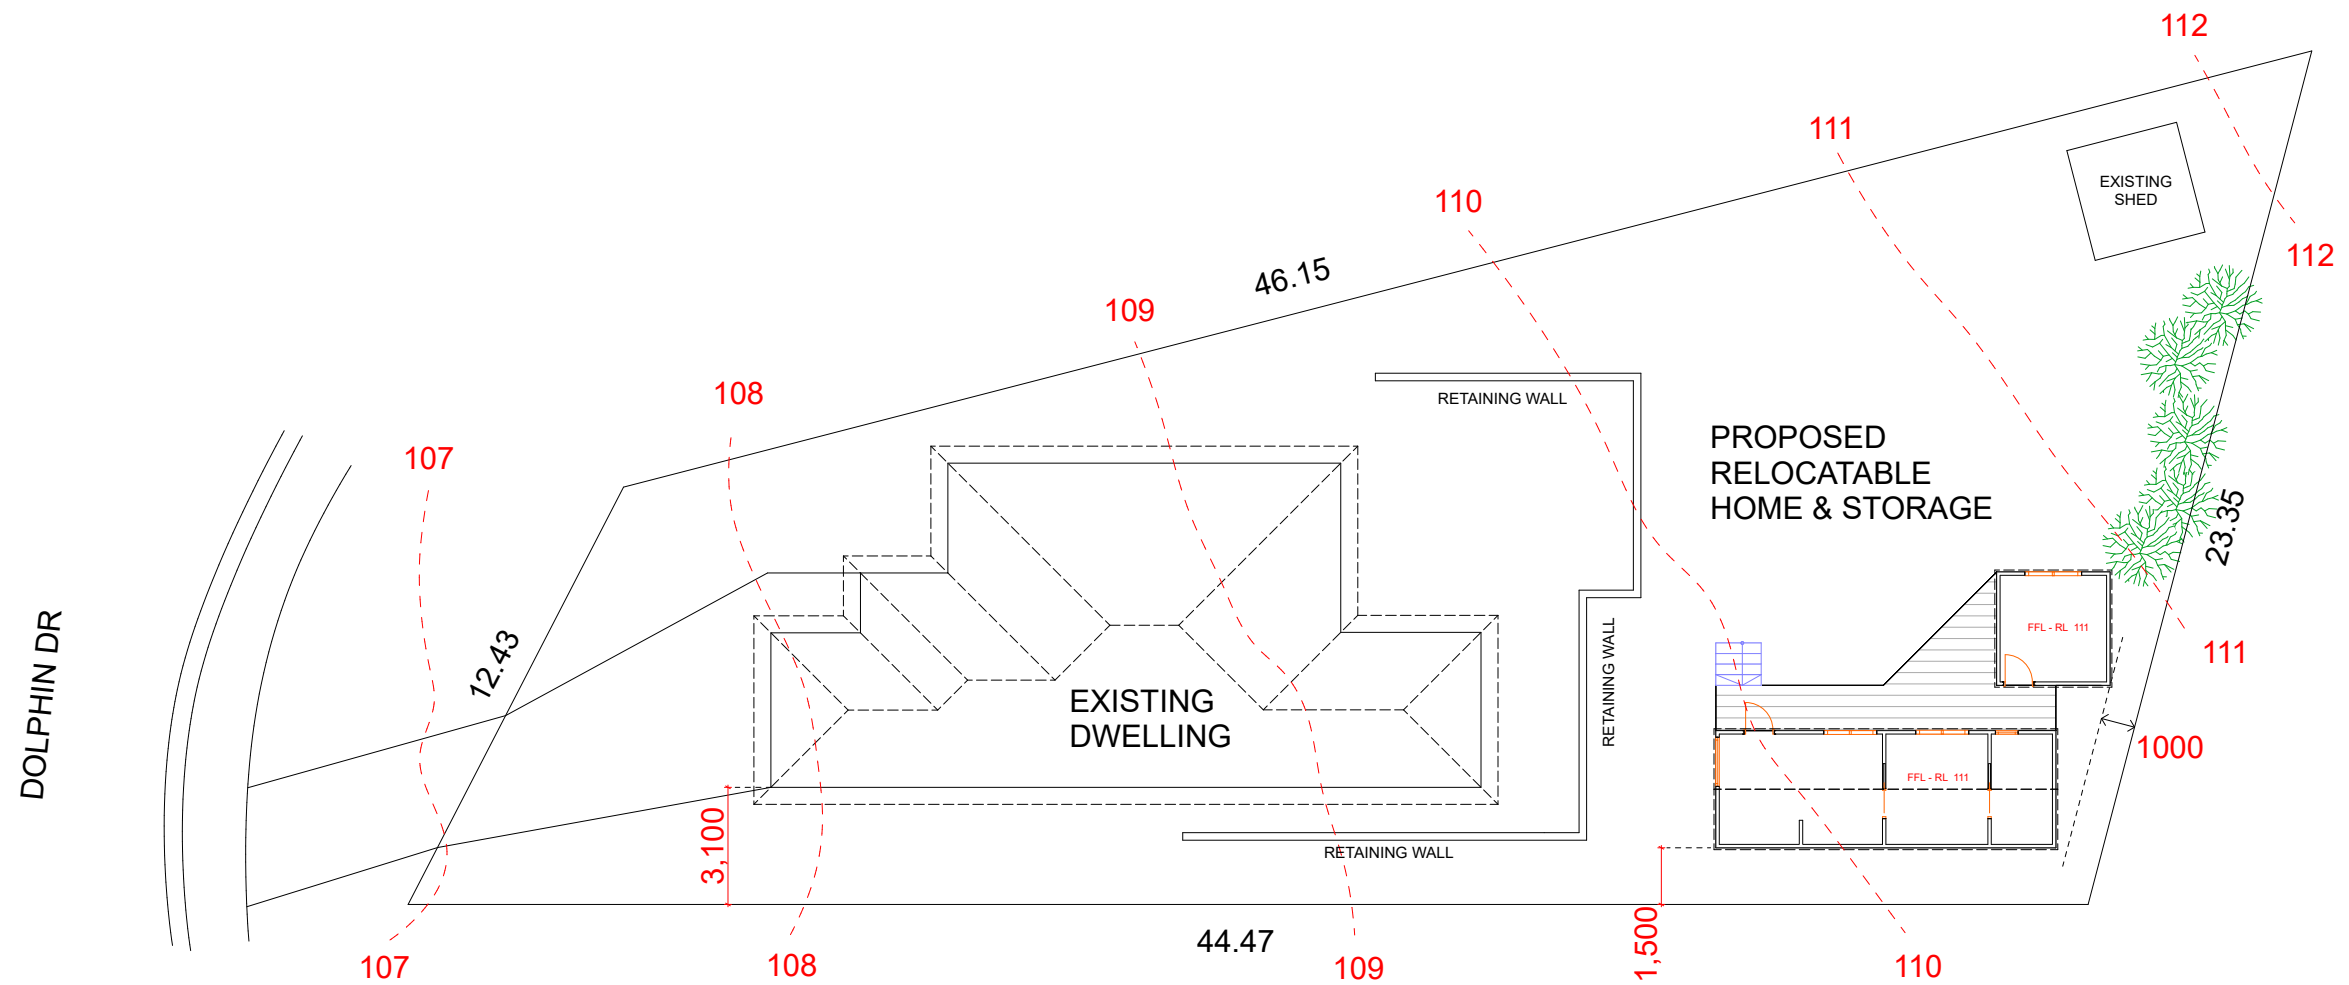 112
111
EXISTING
SHED
110
112
46.15
109
108
RETAINING WALL
107
PROPOSED
RELOCATABLE
HOME & STORAGE
23.35
FFL - RL 111
DOLPHIN DR
12.43
RETAINING WALL
111
EXISTING
DWELLING
1000
FFL - RL 111
3,100
RETAINING WALL
1,500
44.47
107
108
109
110